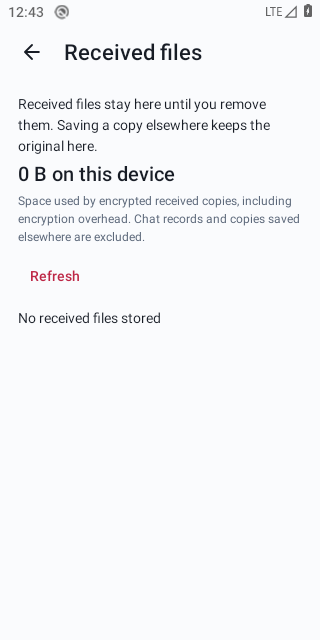 12:43
LTE
Received files
Received files stay here until you remove
them. Saving a copy elsewhere keeps the
original here.
0 B on this device
Space used by encrypted received copies, including
encryption overhead. Chat records and copies saved
elsewhere are excluded.
Refresh
No received files stored